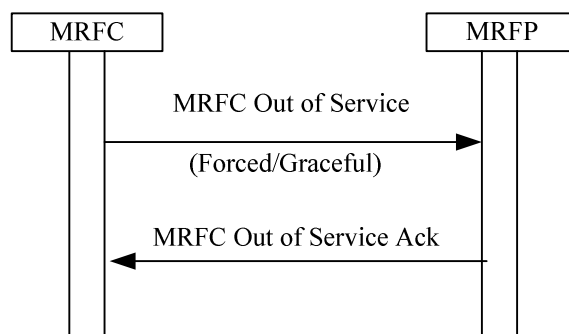 MRFC
MRFP
MRFC Out of Service
(Forced/Graceful)
MRFC Out of Service Ack